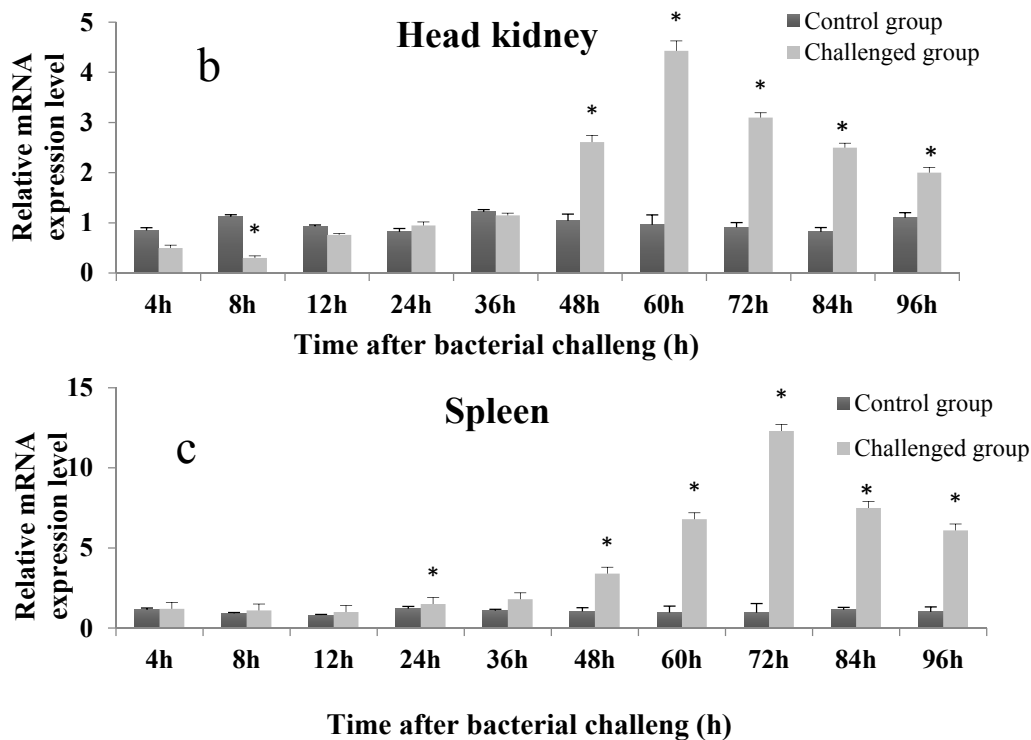 Head kidney
b
Control group
Challenged group
Relative mRNA
expression level
5
4
3
2
1
0
* * * * * *
4h 8h 12h 24h 36h 48h 60h 72h 84h 96h
Time after bacterial challeng (h)
Spleen
c
Control group
Challenged group
Relative mRNA
expression level
15
10
5
0
* * * * * *
4h 8h 12h 24h 36h 48h 60h 72h 84h 96h
Time after bacterial challeng (h)